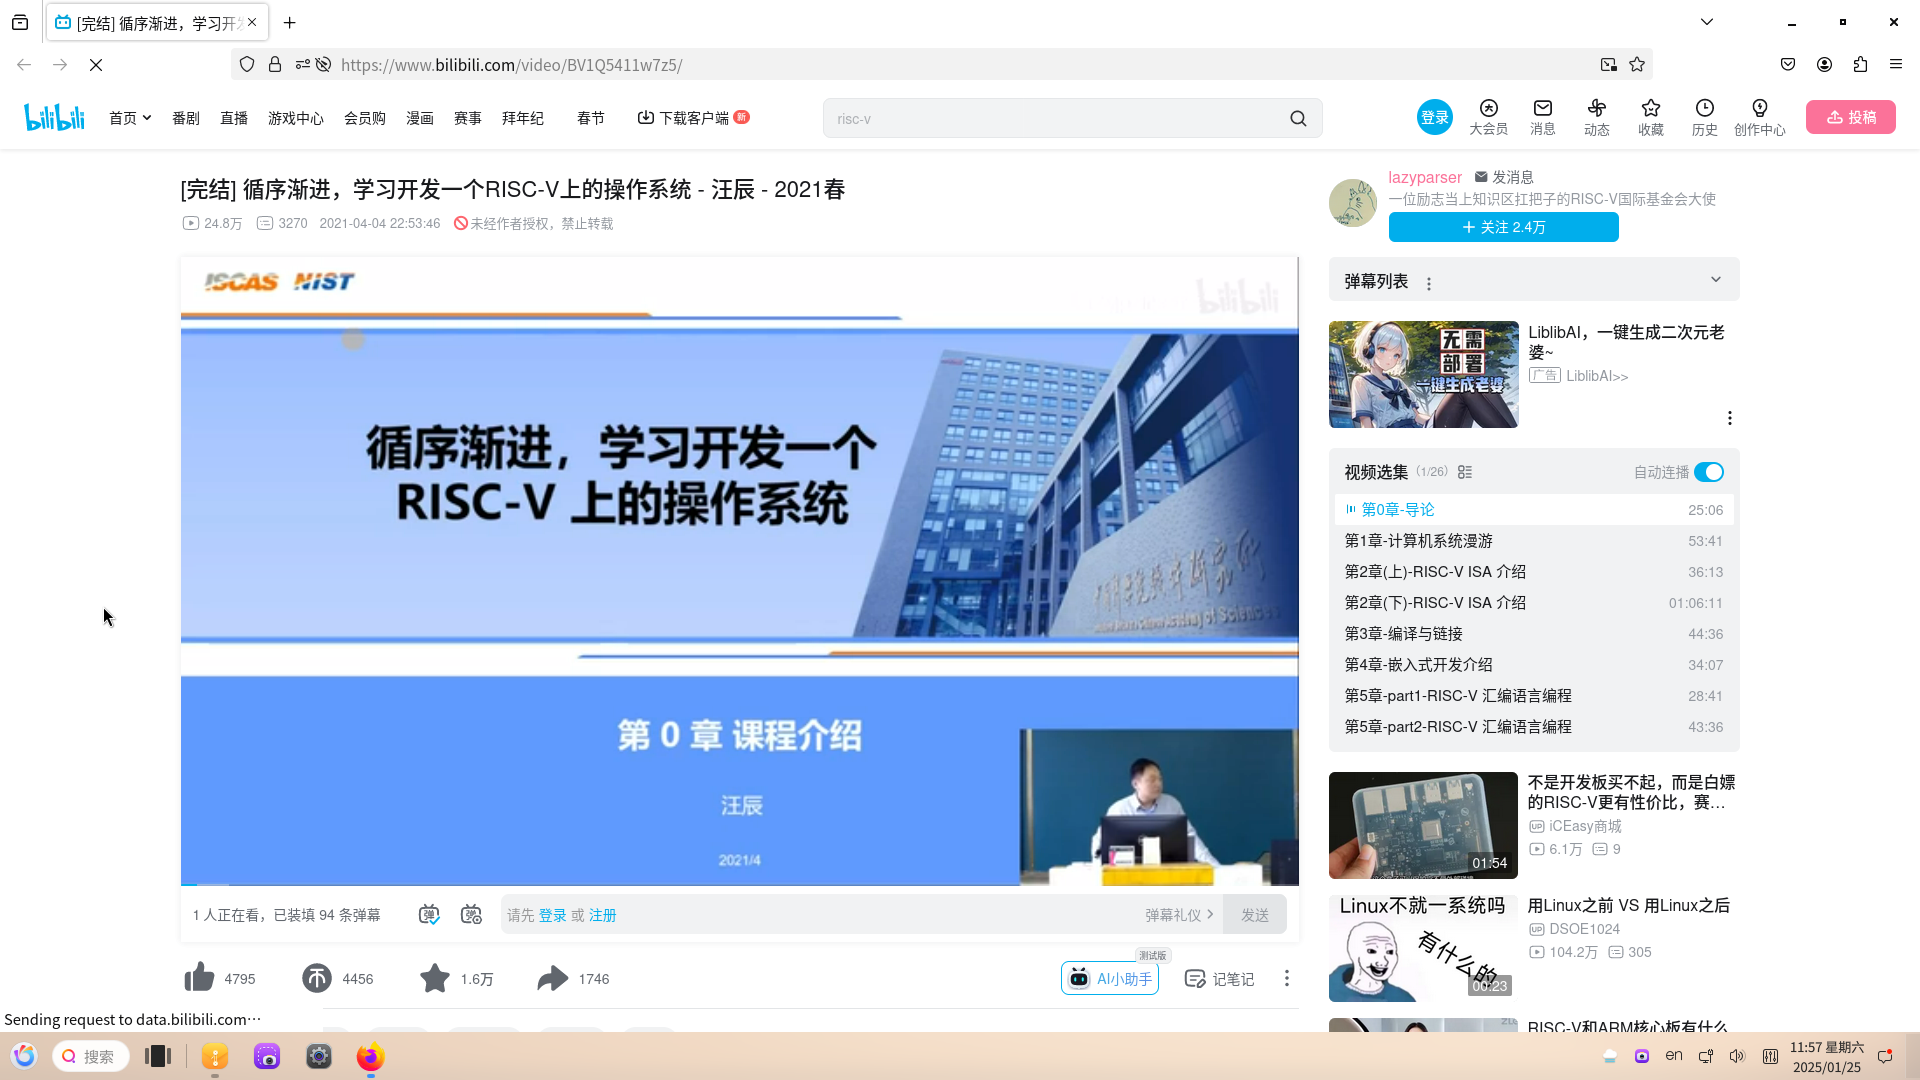 [完结] 循序渐进，学习开发
https://www.bilibili.com/video/BV1Q5411w7z5/
bilibili 首页 番剧 直播 游戏中心 会员购 漫画 赛事 拜年纪 春节 下载客户端 新 risc-v 登录 大会员 消息 动态 收藏 历史 创作中心 投稿
[完结] 循序渐进，学习开发一个RISC-V上的操作系统 - 汪辰 - 2021春
24.8万 3270 2021-04-04 22:53:46 未经作者授权，禁止转载
ISCAS NIST
bilibili
循序渐进，学习开发一个
RISC-V 上的操作系统
第 0 章 课程介绍
汪辰
2021/4
1 人正在看，已装填 94 条弹幕 弹 弹 请先 登录 或 注册 弹幕礼仪 发送
4795 4456 1.6万 1746 测试版 AI小助手 记笔记
lazyparser 发消息
一位励志当上知识区扛把子的RISC-V国际基金会大使
+ 关注 2.4万
弹幕列表
无需
部署
一键生成老婆
LiblibAI，一键生成二次元老
婆~
广告 LiblibAI>>
视频选集 (1/26) 自动连播
第0章-导论 25:06
第1章-计算机系统漫游 53:41
第2章(上)-RISC-V ISA 介绍 36:13
第2章(下)-RISC-V ISA 介绍 01:06:11
第3章-编译与链接 44:36
第4章-嵌入式开发介绍 34:07
第5章-part1-RISC-V 汇编语言编程 28:41
第5章-part2-RISC-V 汇编语言编程 43:36
01:54
不是开发板买不起，而是白嫖
的RISC-V更有性价比，赛…
UP iCEasy商城
6.1万 9
Linux不就一系统吗
有什么的
00:23
用Linux之前 VS 用Linux之后
UP DSOE1024
104.2万 305
RISC-V和ARM核心板有什么
Sending request to data.bilibili.com…
搜索
en
11:57 星期六
2025/01/25